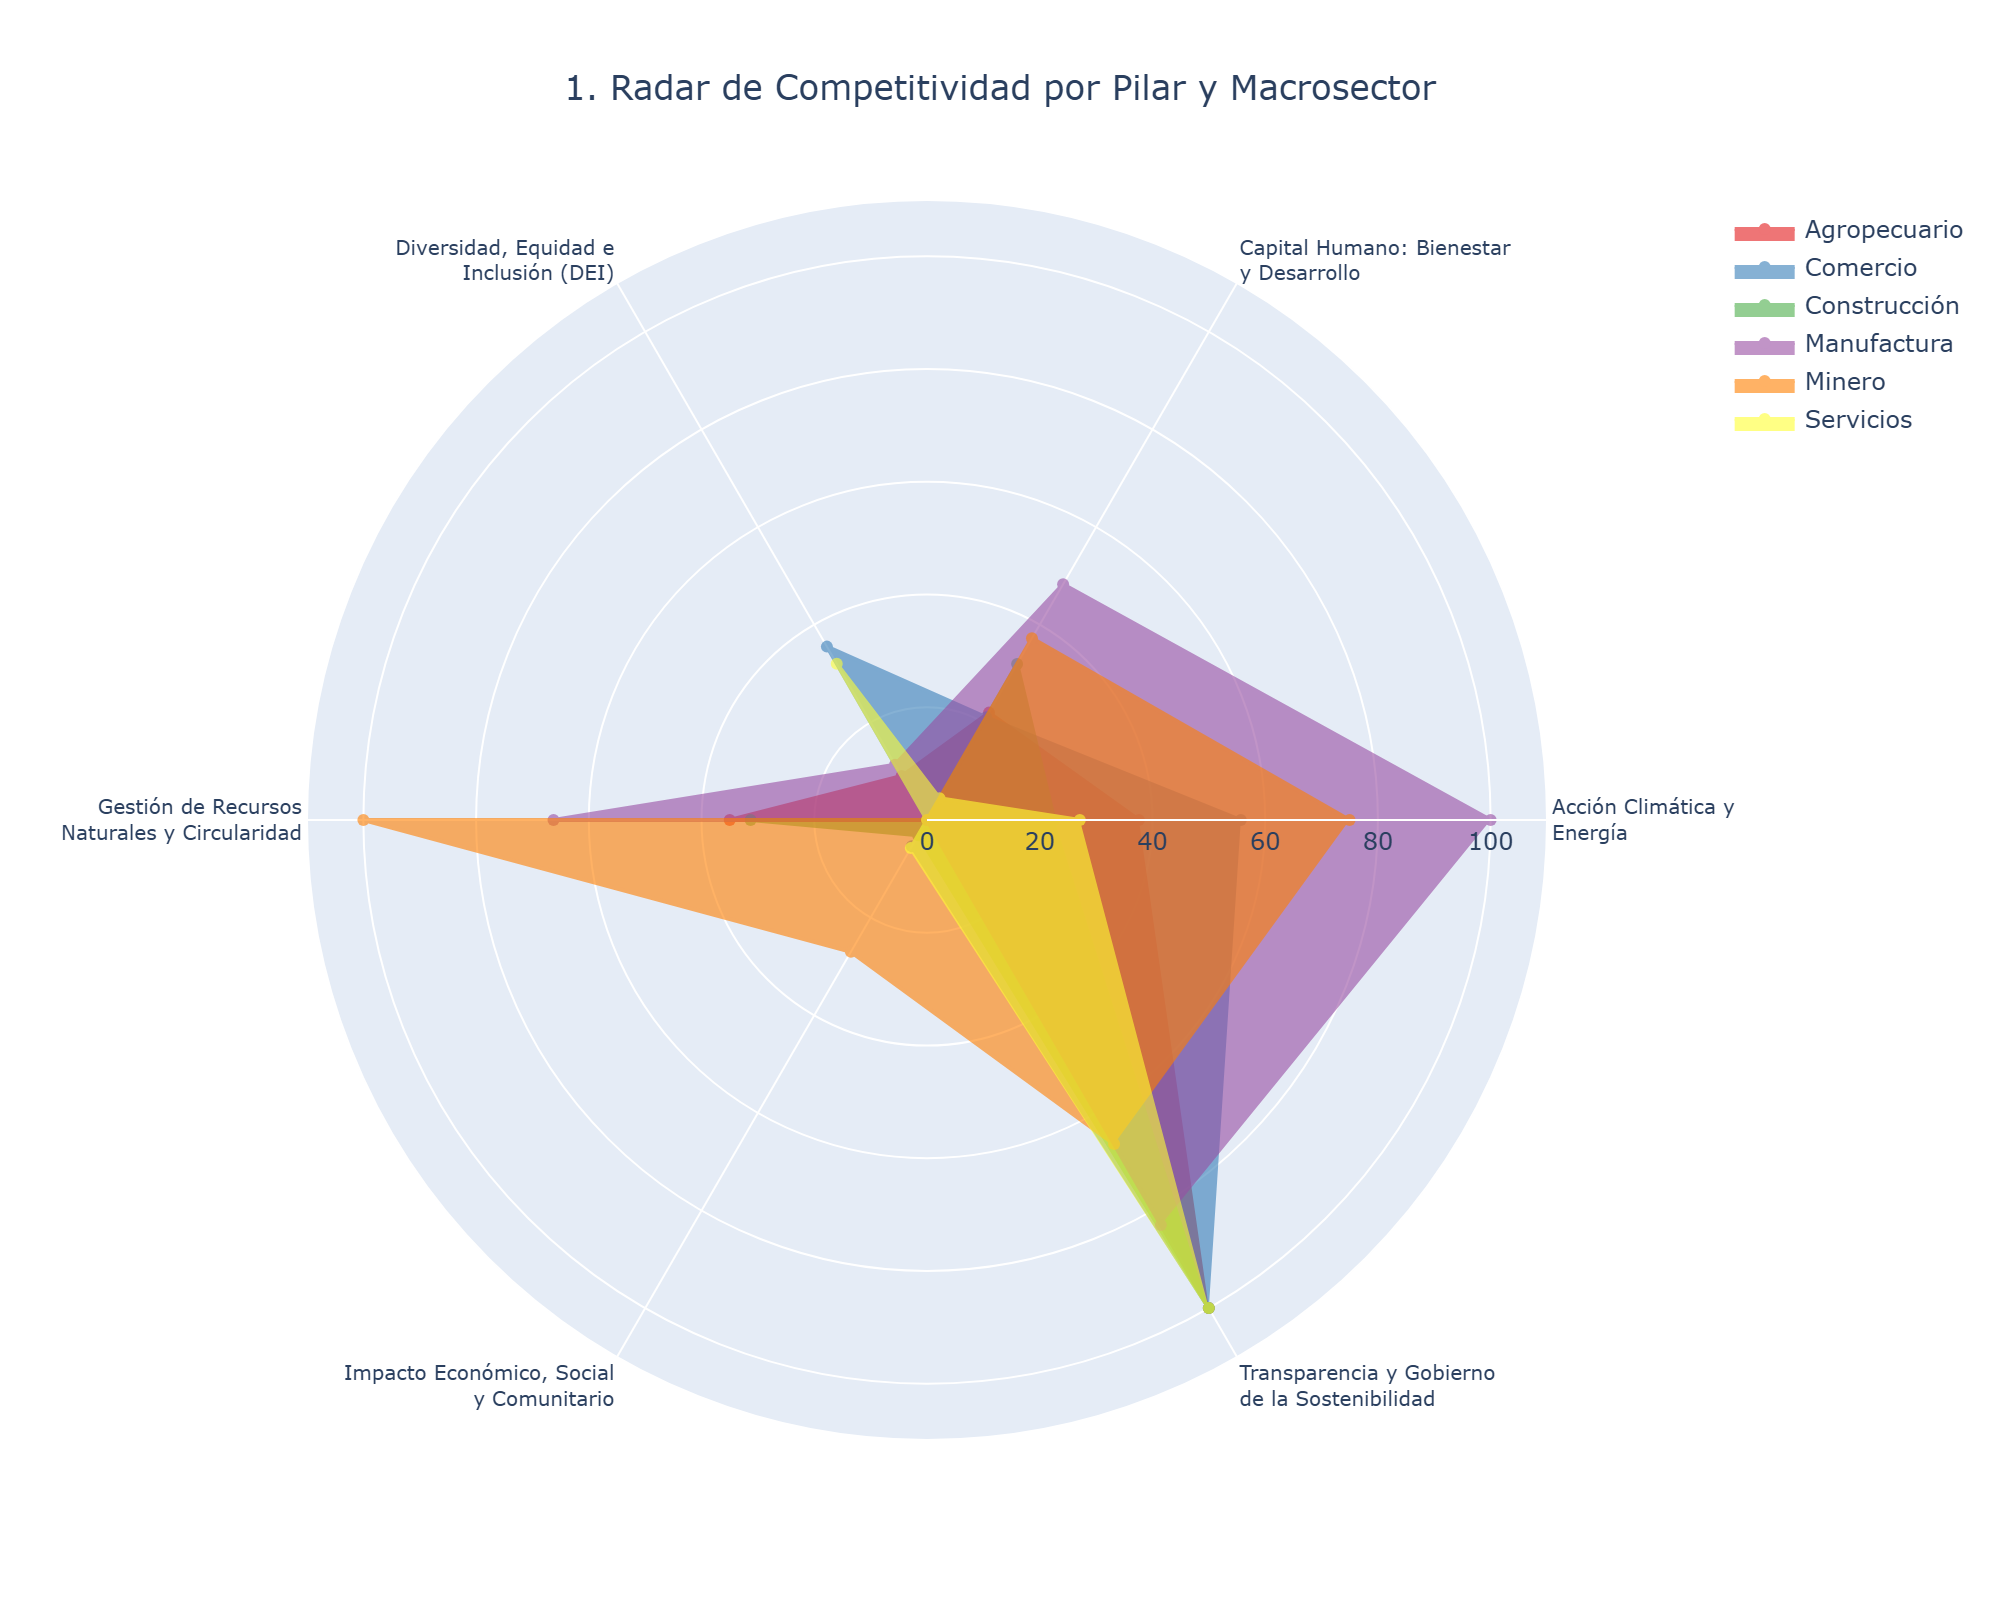 1. Radar de Competitividad por Pilar y Macrosector
Diversidad, Equidad e
Inclusión (DEI)
Capital Humano: Bienestar
y Desarrollo
Agropecuario
Comercio
Construcción
Manufactura
Minero
Servicios
Gestión de Recursos
Naturales y Circularidad
Acción Climática y
Energía
0 20 40 60 80 100
Impacto Económico, Social
y Comunitario
Transparencia y Gobierno
de la Sostenibilidad